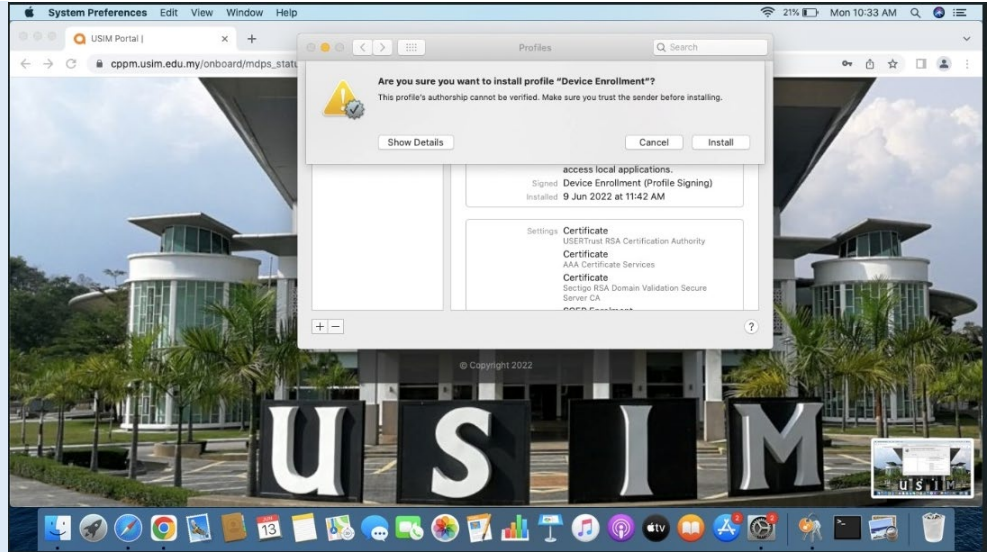 System Preferences Edit View Window Help 21% Mon 10:33 AM
USIM Portal |
Profiles
Search
cppm.usim.edu.my/onboard/mdps_statu
Are you sure you want to install profile "Device Enrollment"?
This profile's authorship cannot be verified. Make sure you trust the sender before installing.
Show Details Cancel Install
access local applications.
Signed Device Enrollment (Profile Signing)
Installed 9 Jun 2022 at 11:42 AM
Settings Certificate
USERTrust RSA Certification Authority
Certificate
AAA Certificate Services
Certificate
Sectigo RSA Domain Validation Secure
Server CA
+ − ?
© Copyright 2022
USIM
13
tv